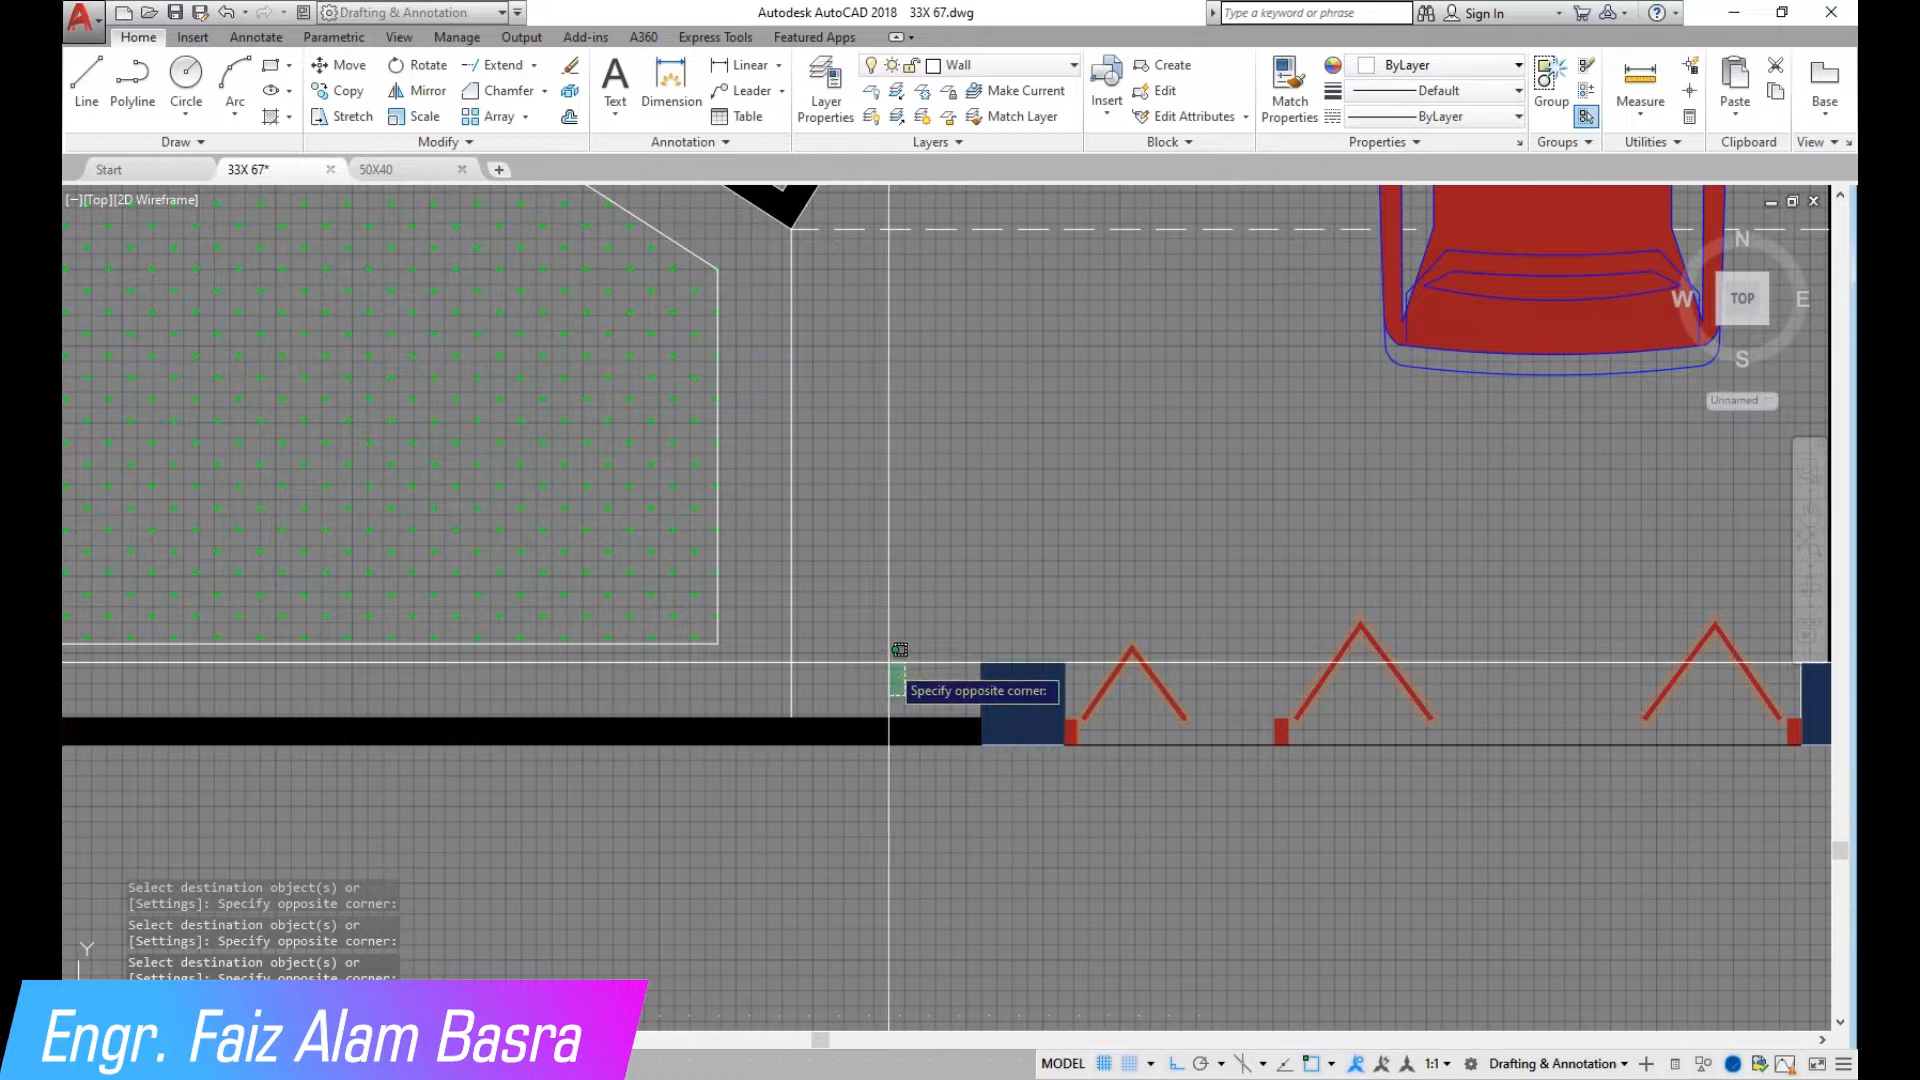 Drafting & Annotation
Autodesk AutoCAD 2018 33X 67.dwg
Type a keyword or phrase
Sign In
Home Insert Annotate Parametric View Manage Output Add-ins A360 Express Tools Featured Apps
Move Rotate Extend
Linear
Wall
Create
ByLayer
Copy Mirror Chamfer
Leader
Make Current
Edit
Default
Line Polyline Circle Arc
Text Dimension
Layer
Properties
Insert
Match
Properties
Group
Measure
Paste
Base
Stretch Scale Array
Table
Match Layer
Edit Attributes
ByLayer
Draw
Modify
Annotation
Layers
Block
Properties
Groups
Utilities
Clipboard
View
Start
33X 67*
50X40
[−][Top][2D Wireframe]
N
W TOP E
S
Unnamed
Specify opposite corner:
Select destination object(s) or
[Settings]: Specify opposite corner:
Select destination object(s) or
[Settings]: Specify opposite corner:
Select destination object(s) or
[Settings]: Specify opposite corner:
Y
Engr. Faiz Alam Basra
MODEL
1:1
Drafting & Annotation